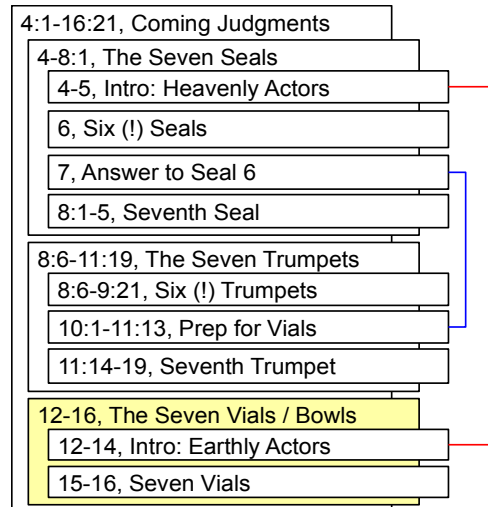 4:1-16:21, Coming Judgments
4-8:1, The Seven Seals
4-5, Intro: Heavenly Actors
6, Six (!) Seals
7, Answer to Seal 6
8:1-5, Seventh Seal
8:6-11:19, The Seven Trumpets
8:6-9:21, Six (!) Trumpets
10:1-11:13, Prep for Vials
11:14-19, Seventh Trumpet
12-16, The Seven Vials / Bowls
12-14, Intro: Earthly Actors
15-16, Seven Vials